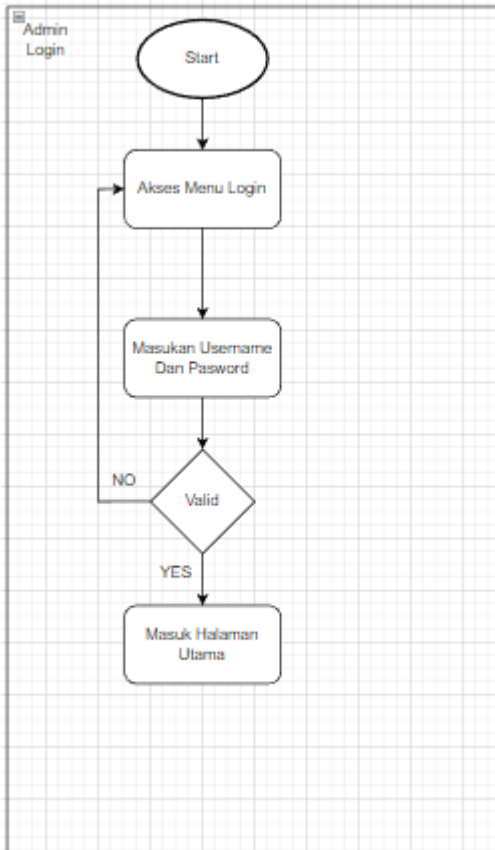 Admin
Login
Start
Akses Menu Login
Masukan Username
Dan Pasword
NO
Valid
YES
Masuk Halaman
Utama